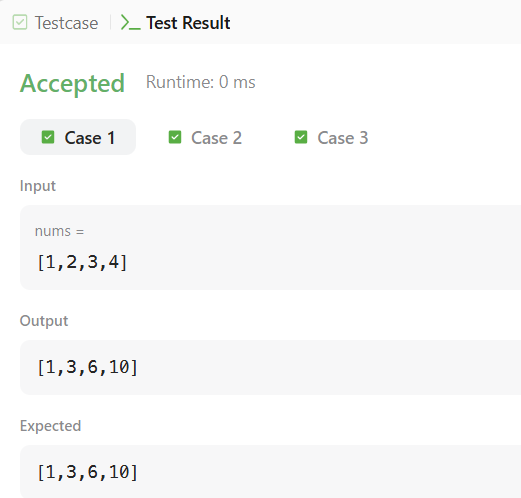 Testcase | Test Result
Accepted Runtime: 0 ms
Case 1 Case 2 Case 3
Input
nums =
[1,2,3,4]
Output
[1,3,6,10]
Expected
[1,3,6,10]